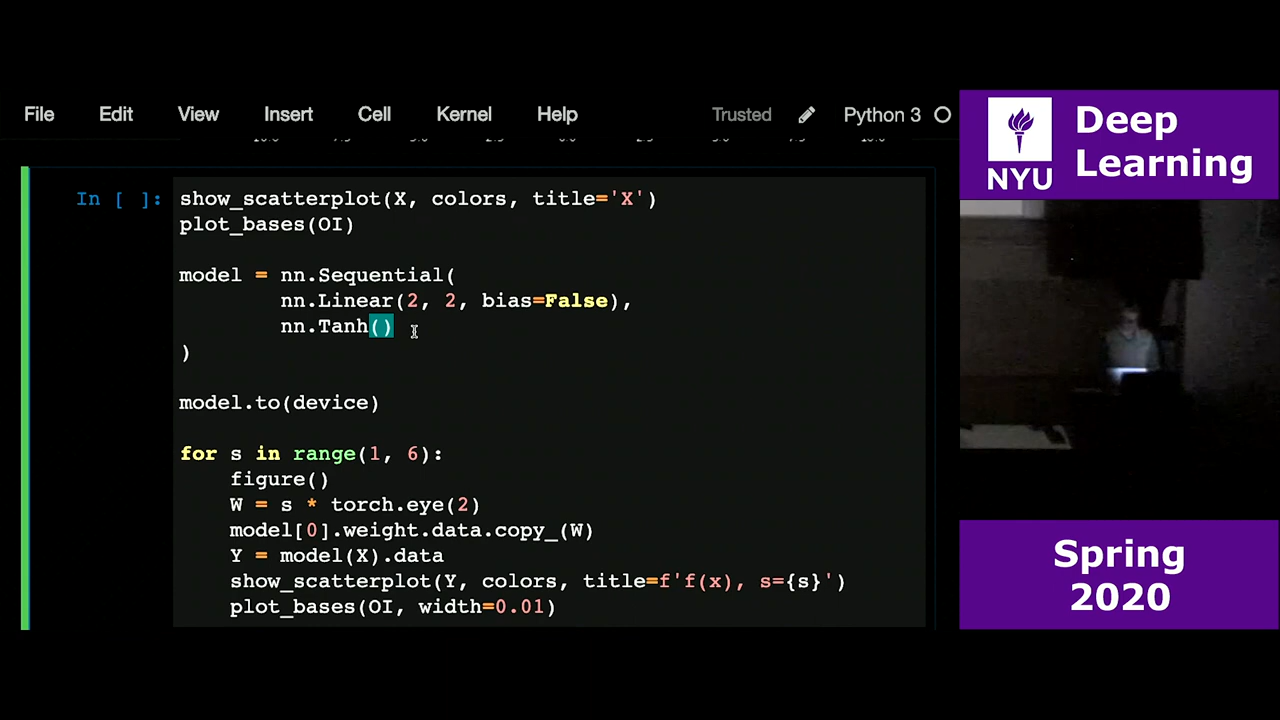 File Edit View Insert Cell Kernel Help Trusted Python 3
In [ ]:
show_scatterplot(X, colors, title='X')
plot_bases(OI)
model = nn.Sequential(
nn.Linear(2, 2, bias=False),
nn.Tanh()
)
model.to(device)
for s in range(1, 6):
figure()
W = s * torch.eye(2)
model[0].weight.data.copy_(W)
Y = model(X).data
show_scatterplot(Y, colors, title=f'f(x), s={s}')
plot_bases(OI, width=0.01)
NYU
Deep
Learning
Spring
2020